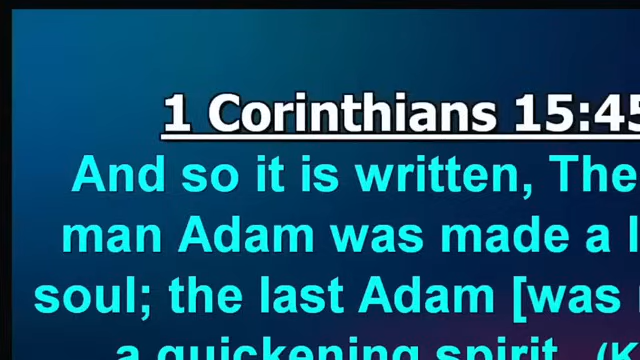 1 Corinthians 15:45
And so it is written, The
man Adam was made a
soul; the last Adam [was
a quickening spirit.